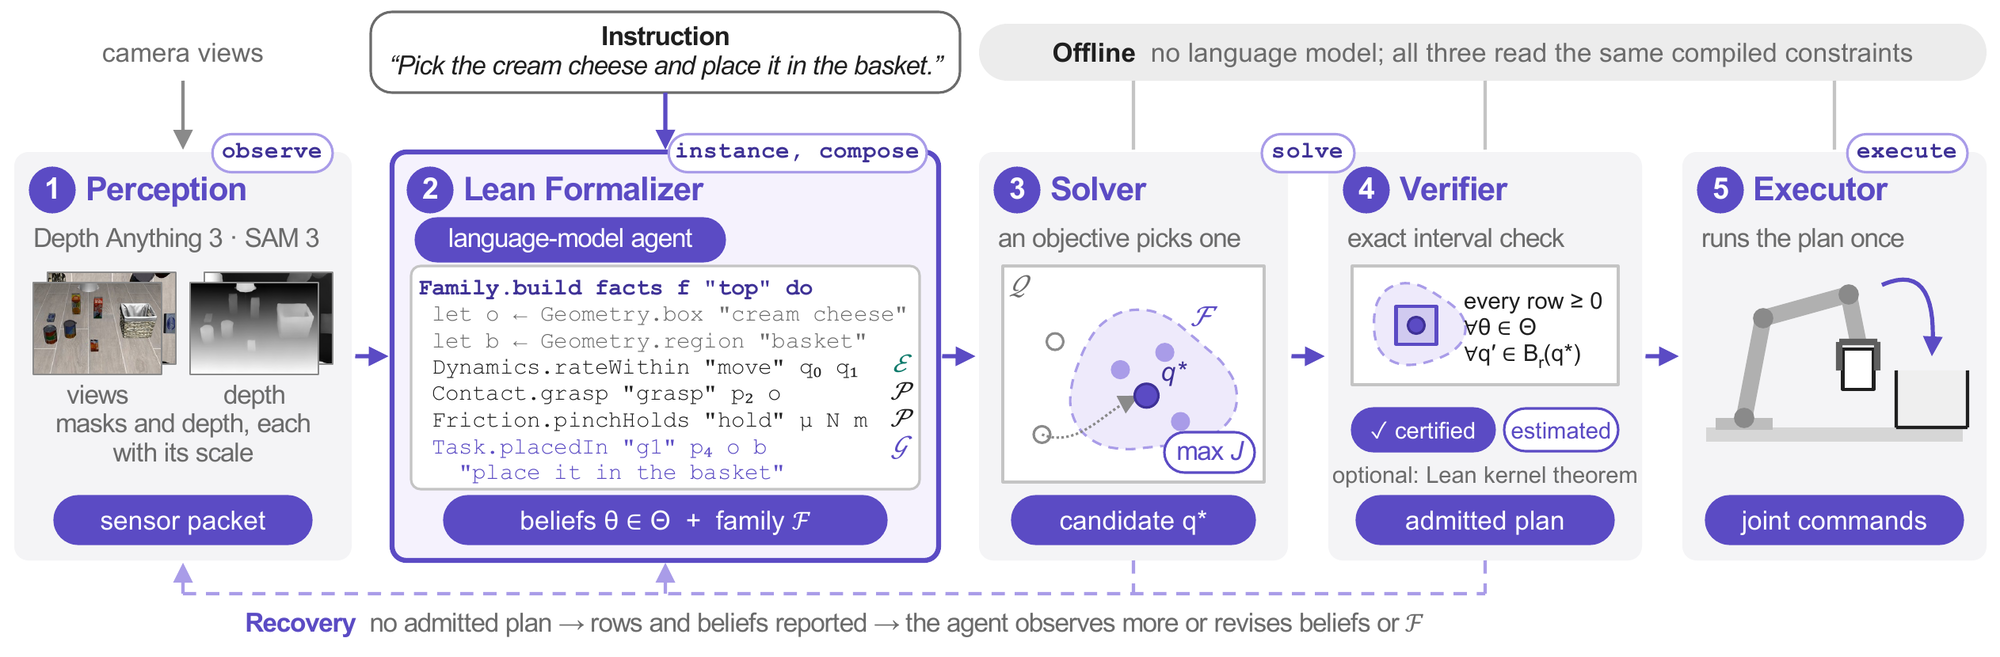 camera views
Instruction
“Pick the cream cheese and place it in the basket.”
Offline no language model; all three read the same compiled constraints
observe
1 Perception
Depth Anything 3 · SAM 3
views
depth
masks and depth, each
with its scale
sensor packet
instance, compose
2 Lean Formalizer
language-model agent
Family.build facts f "top" do
let o ← Geometry.box "cream cheese"
let b ← Geometry.region "basket"
Dynamics.rateWithin "move" q₀ q₁ ℰ
Contact.grasp "grasp" p₂ o 𝒫
Friction.pinchHolds "hold" μ N m 𝒫
Task.placedIn "g1" p₄ o b 𝒢
"place it in the basket"
beliefs θ ∈ Θ + family ℱ
solve
3 Solver
an objective picks one
𝒬
ℱ
q*
max J
candidate q*
4 Verifier
exact interval check
every row ≥ 0
∀θ ∈ Θ
∀q′ ∈ Bᵣ(q*)
✓ certified
estimated
optional: Lean kernel theorem
admitted plan
execute
5 Executor
runs the plan once
joint commands
Recovery no admitted plan → rows and beliefs reported → the agent observes more or revises beliefs or ℱ